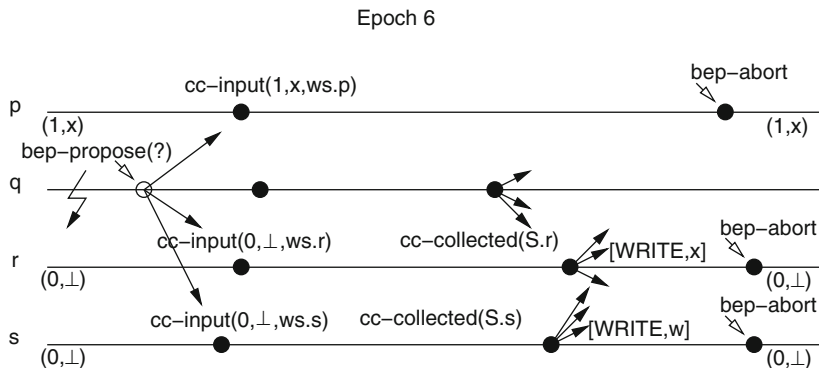 Epoch 6
cc−input(1,x,ws.p)
bep−abort
p
(1,x)
(1,x)
bep−propose(?)
q
cc−input(0,⊥,ws.r)
cc−collected(S.r)
bep−abort
r
[WRITE,x]
(0,⊥)
(0,⊥)
cc−input(0,⊥,ws.s)
cc−collected(S.s)
bep−abort
s
[WRITE,w]
(0,⊥)
(0,⊥)